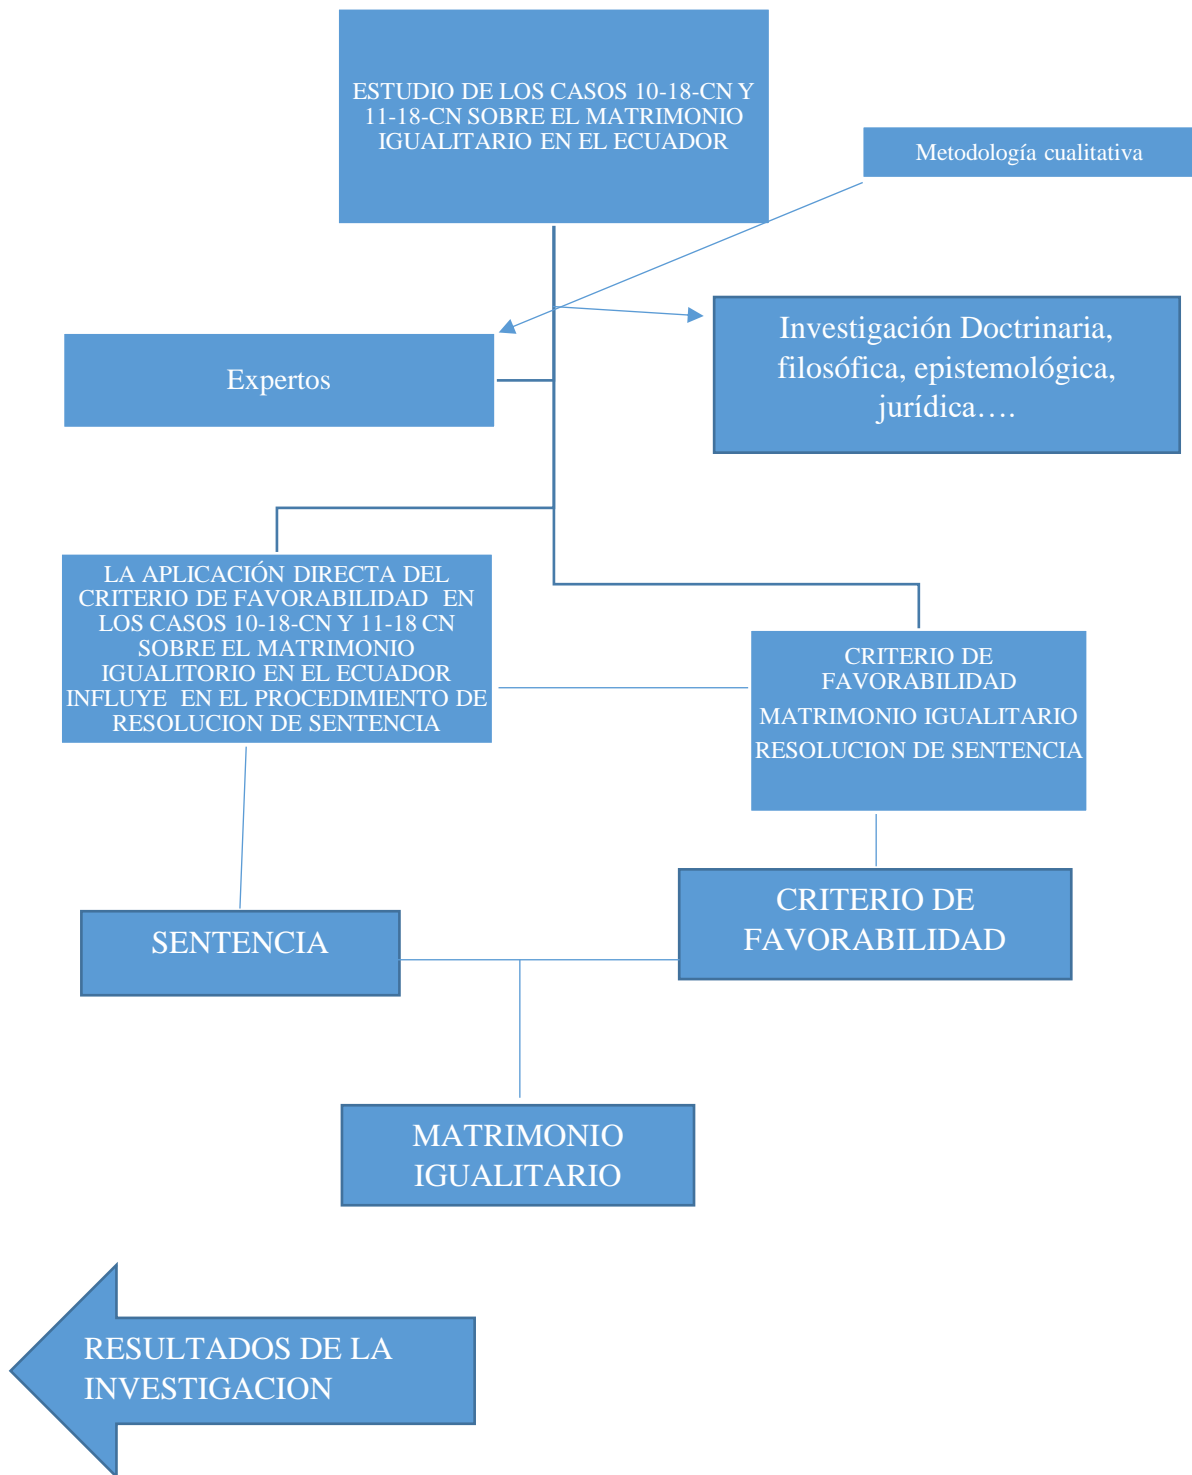 ESTUDIO DE LOS CASOS 10-18-CN Y
11-18-CN SOBRE EL MATRIMONIO
IGUALITARIO EN EL ECUADOR
Metodología cualitativa
Investigación Doctrinaria,
filosófica, epistemológica,
jurídica….
Expertos
LA APLICACIÓN DIRECTA DEL
CRITERIO DE FAVORABILIDAD EN
LOS CASOS 10-18-CN Y 11-18 CN
SOBRE EL MATRIMONIO
IGUALITORIO EN EL ECUADOR
INFLUYE EN EL PROCEDIMIENTO DE
RESOLUCION DE SENTENCIA
CRITERIO DE
FAVORABILIDAD
MATRIMONIO IGUALITARIO
RESOLUCION DE SENTENCIA
SENTENCIA
CRITERIO DE
FAVORABILIDAD
MATRIMONIO
IGUALITARIO
RESULTADOS DE LA
INVESTIGACION